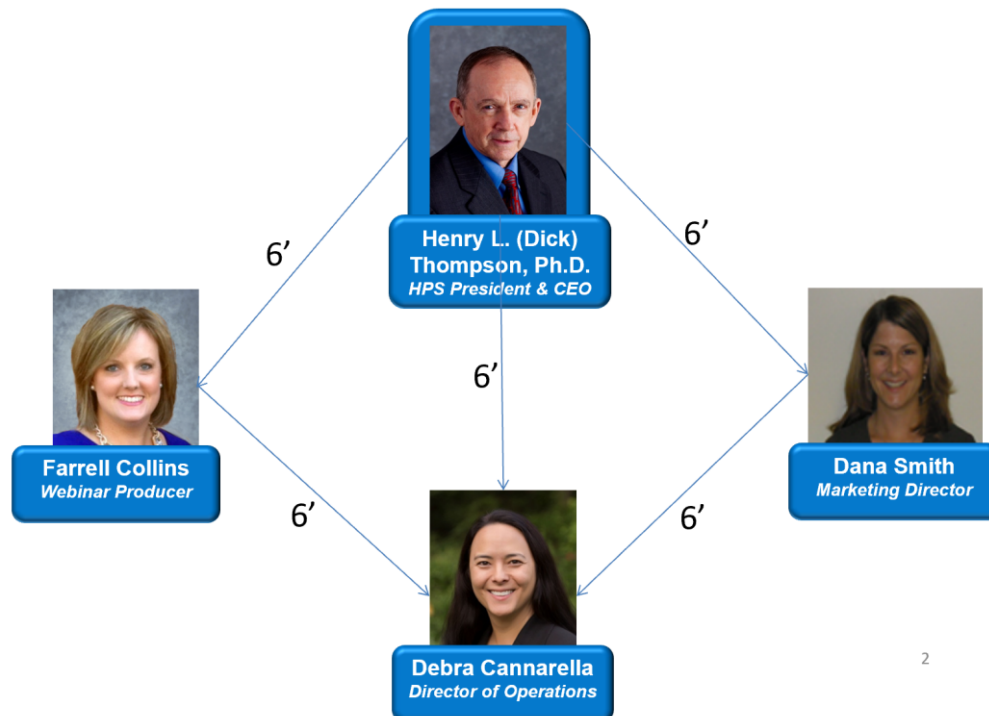 Henry L. (Dick)
Thompson, Ph.D.
HPS President & CEO
6’
6’
6’
Farrell Collins
Webinar Producer
Dana Smith
Marketing Director
6’
6’
Debra Cannarella
Director of Operations
2